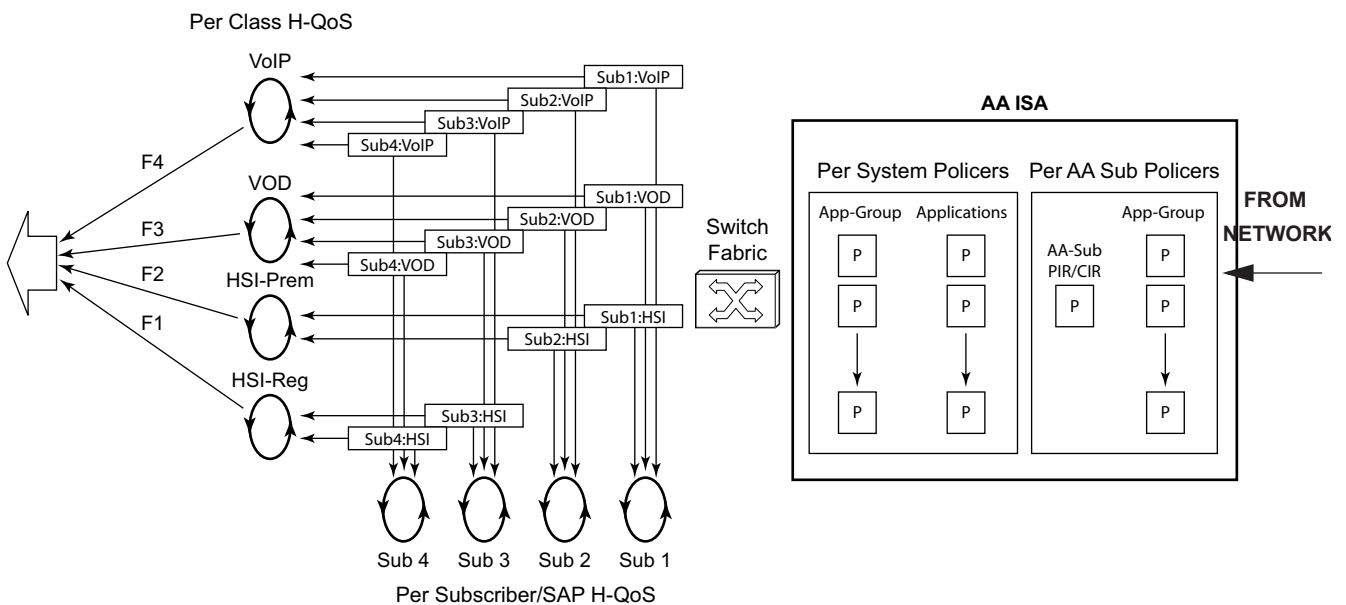 Per Class H-QoS
VoIP
Sub1:VoIP
Sub2:VoIP
Sub3:VoIP
Sub4:VoIP
F4
VOD
Sub1:VOD
Sub2:VOD
Sub3:VOD
Sub4:VOD
F3
F2
HSI-Prem
Sub1:HSI
Sub2:HSI
F1
HSI-Reg
Sub3:HSI
Sub4:HSI
Sub 4
Sub 3
Sub 2
Sub 1
Per Subscriber/SAP H-QoS
Switch
Fabric
AA ISA
Per System Policers
App-Group
Applications
P
P
P
P
P
P
Per AA Sub Policers
AA-Sub
PIR/CIR
P
App-Group
P
P
P
FROM
NETWORK